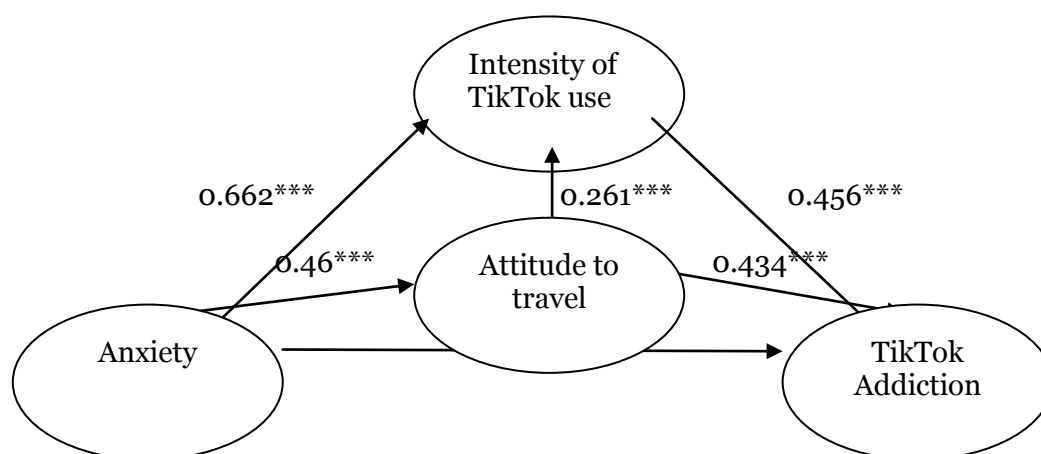 Intensity of
TikTok use
0.662***
0.261***
0.456***
0.46***
Attitude to
travel
0.434***
Anxiety
TikTok
Addiction